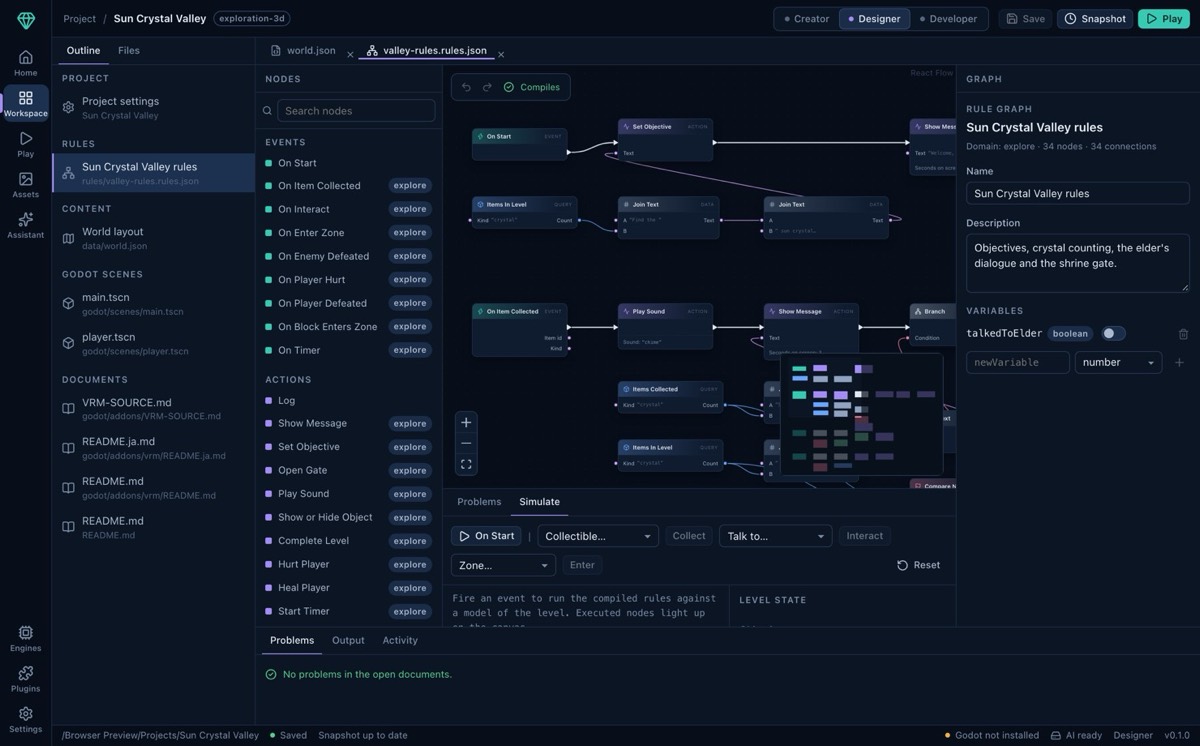 Project / Sun Crystal Valley exploration-3d
Creator Designer Developer Save Snapshot Play
Home
Workspace
Play
Assets
Assistant
Engines
Plugins
Settings
Outline Files
PROJECT
Project settings
Sun Crystal Valley
RULES
Sun Crystal Valley rules
rules/valley-rules.rules.json
CONTENT
World layout
data/world.json
GODOT SCENES
main.tscn
godot/scenes/main.tscn
player.tscn
godot/scenes/player.tscn
DOCUMENTS
VRM-SOURCE.md
godot/addons/VRM-SOURCE.md
README.ja.md
godot/addons/vrm/README.ja.md
README.md
godot/addons/vrm/README.md
README.md
README.md
world.json valley-rules.rules.json
NODES
Search nodes
EVENTS
On Start
On Item Collected explore
On Interact explore
On Enter Zone explore
On Enemy Defeated explore
On Player Hurt explore
On Player Defeated explore
On Block Enters Zone explore
On Timer explore
ACTIONS
Log
Show Message explore
Set Objective explore
Open Gate explore
Play Sound explore
Show or Hide Object explore
Complete Level explore
Hurt Player explore
Heal Player explore
Start Timer explore
Compiles
React Flow
On Start EVENT
Set Objective ACTION
Text
Show Mess
Text "Welcome,
Seconds on scre
Items In Level QUERY
Kind "crystal" Count
Join Text DATA
A "Find the " Text
B
Join Text DATA
A Text
B " sun crystal
On Item Collected EVENT
Item id
Kind
Play Sound ACTION
Sound: "chime"
Show Message ACTION
Text
Branch
Condition
Items Collected QUERY
Kind "crystal" Count
Items In Level QUERY
Kind "crystal" Count
Compare N
Problems Simulate
On Start | Collectible... Collect Talk to... Interact
Zone... Enter Reset
Fire an event to run the compiled rules against
a model of the level. Executed nodes light up
LEVEL STATE
GRAPH
RULE GRAPH
Sun Crystal Valley rules
Domain: explore · 34 nodes · 34 connections
Name
Sun Crystal Valley rules
Description
Objectives, crystal counting, the elder's
dialogue and the shrine gate.
VARIABLES
talkedToElder boolean
newVariable number
Problems Output Activity
No problems in the open documents.
/Browser Preview/Projects/Sun Crystal Valley Saved Snapshot up to date
Godot not installed AI ready Designer v0.1.0